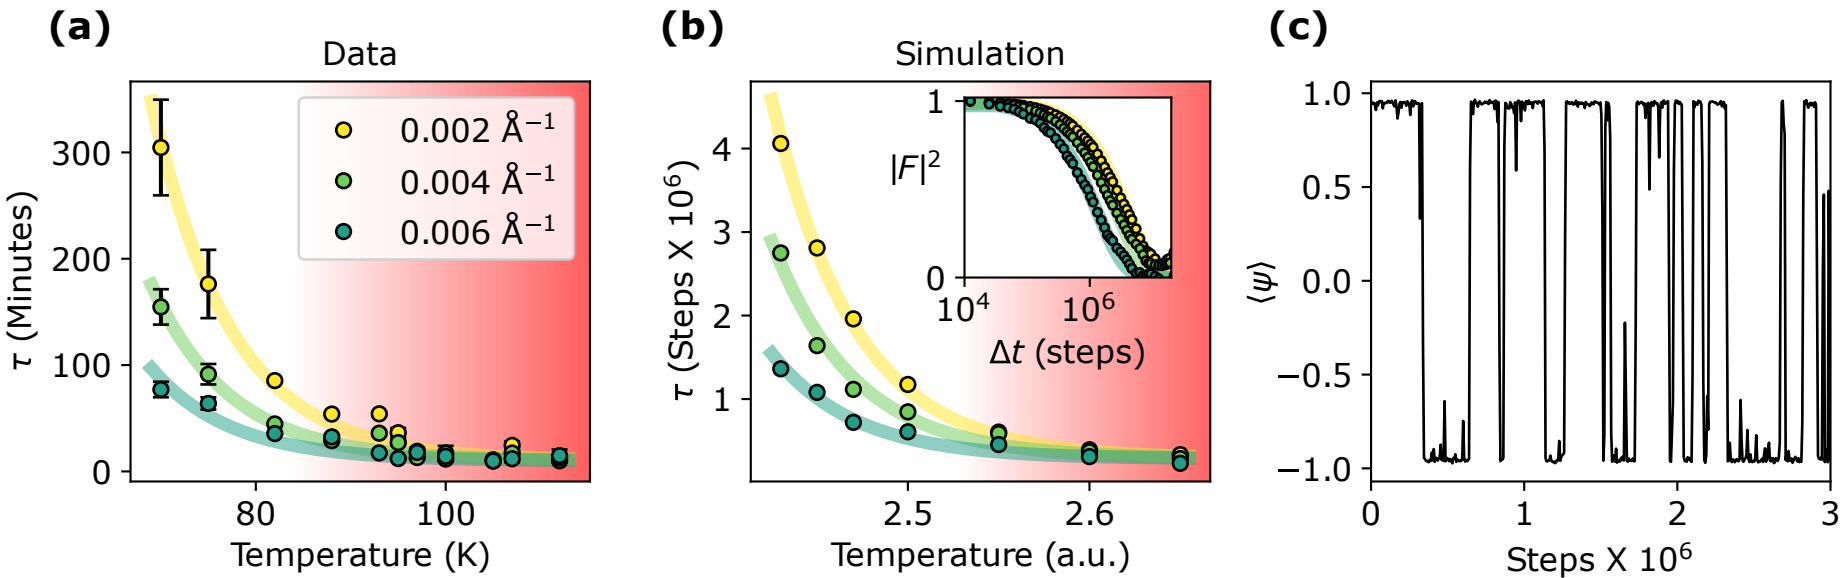 (a)
Data
τ (Minutes)
300
200
100
0
80
100
Temperature (K)
0.002 Å⁻¹
0.004 Å⁻¹
0.006 Å⁻¹
(b)
Simulation
τ (Steps X 10⁶)
4
3
2
1
2.5
2.6
Temperature (a.u.)
|F|²
1
0
10⁴
10⁶
Δt (steps)
(c)
⟨ψ⟩
1.0
0.5
0.0
−0.5
−1.0
0
1
2
3
Steps X 10⁶